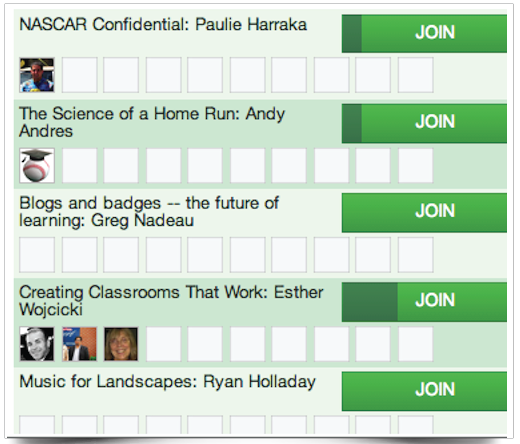 NASCAR Confidential: Paulie Harraka
JOIN
The Science of a Home Run: Andy
Andres
JOIN
Blogs and badges -- the future of
learning: Greg Nadeau
JOIN
Creating Classrooms That Work: Esther
Wojcicki
JOIN
Music for Landscapes: Ryan Holladay
JOIN